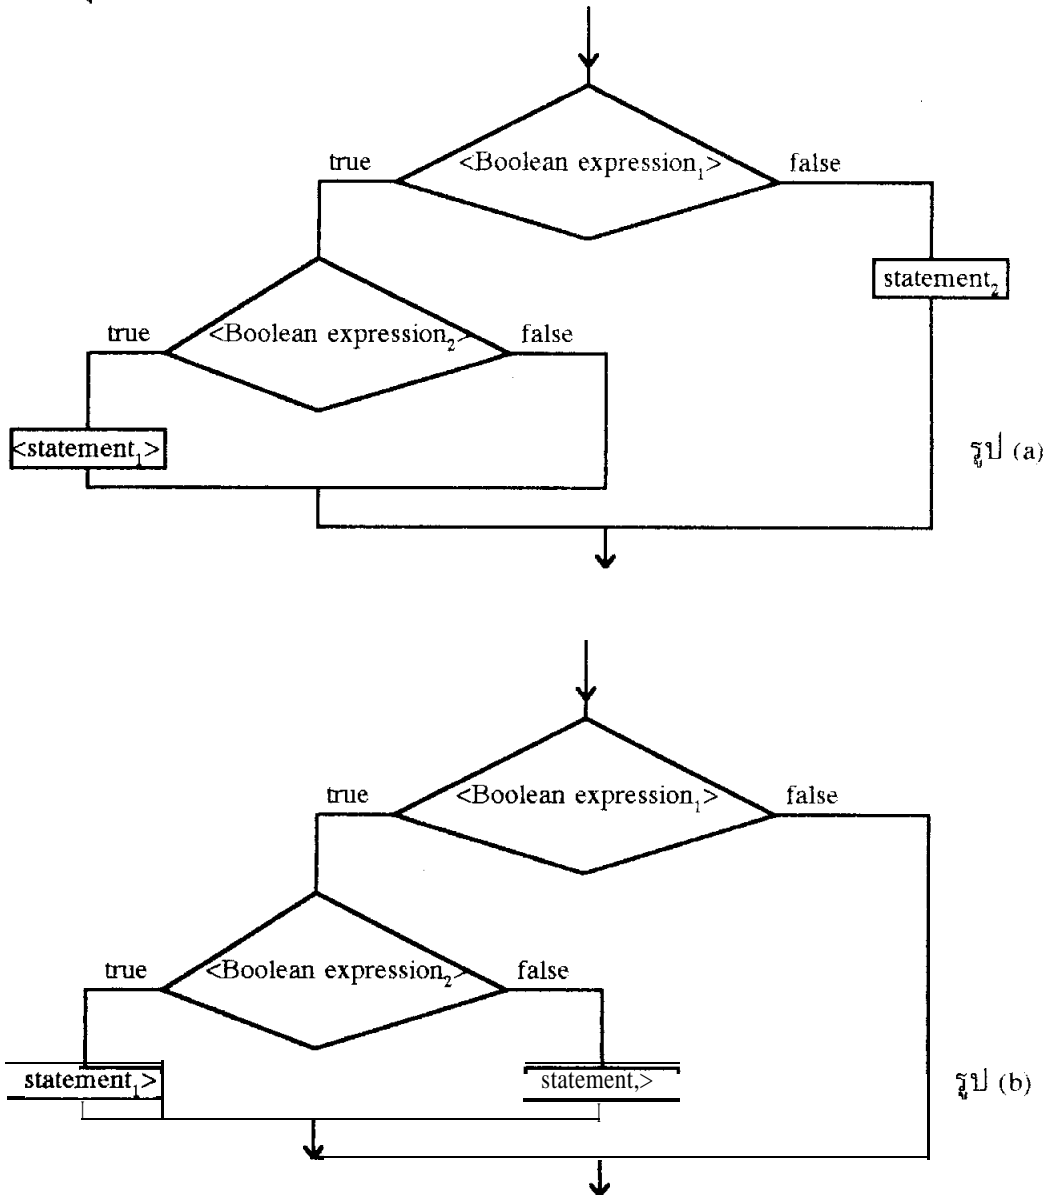 true <Boolean expression₁> false
statement₂
true <Boolean expression₂> false
<statement₁>
รูป (a)
true <Boolean expression₁> false
true <Boolean expression₂> false
statement₁> statement,>
รูป (b)